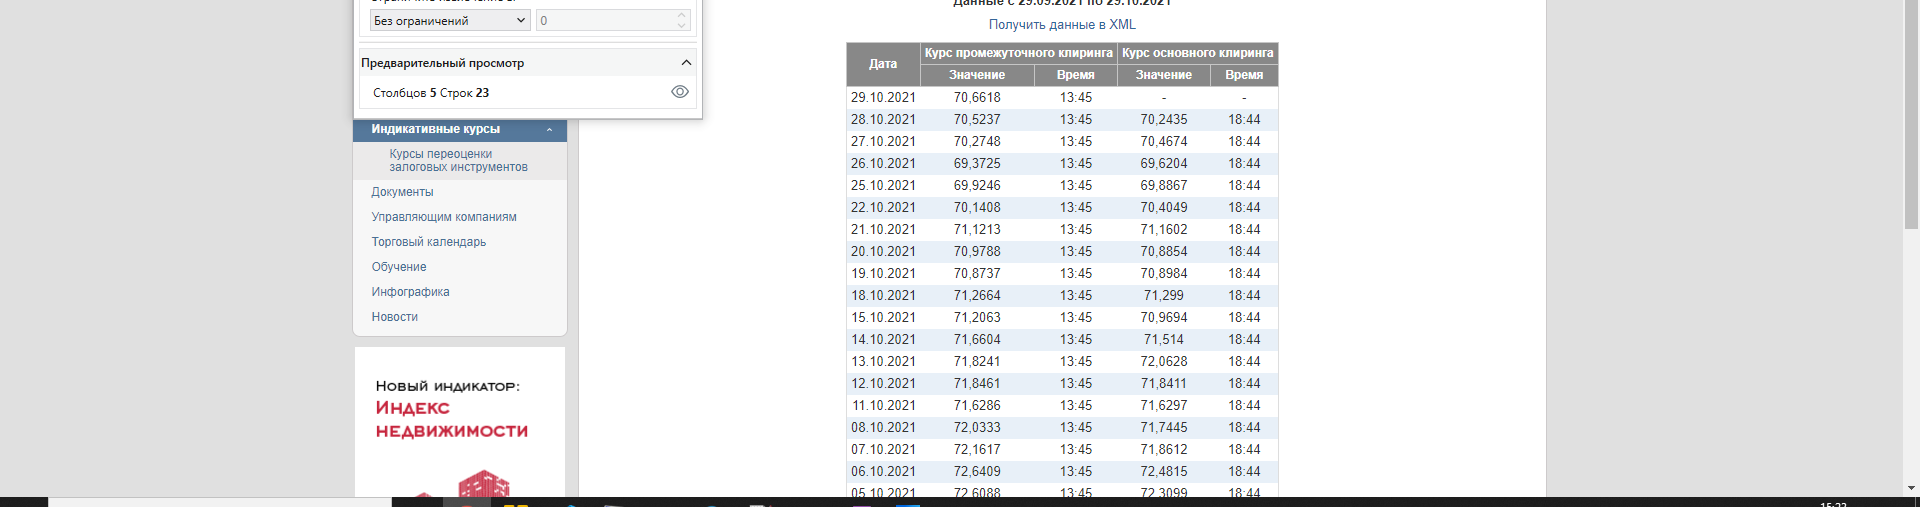 Без ограничений
0
Предварительный просмотр
Столбцов 5 Строк 23
Индикативные курсы
Курсы переоценки
залоговых инструментов
Документы
Управляющим компаниям
Торговый календарь
Обучение
Инфографика
Новости
Новый индикатор:
Индекс
недвижимости
Данные с 29.09.2021 по 29.10.2021
Получить данные в XML
Дата Курс промежуточного клиринга Курс основного клиринга
Значение Время Значение Время
29.10.2021 70,6618 13:45 - -
28.10.2021 70,5237 13:45 70,2435 18:44
27.10.2021 70,2748 13:45 70,4674 18:44
26.10.2021 69,3725 13:45 69,6204 18:44
25.10.2021 69,9246 13:45 69,8867 18:44
22.10.2021 70,1408 13:45 70,4049 18:44
21.10.2021 71,1213 13:45 71,1602 18:44
20.10.2021 70,9788 13:45 70,8854 18:44
19.10.2021 70,8737 13:45 70,8984 18:44
18.10.2021 71,2664 13:45 71,299 18:44
15.10.2021 71,2063 13:45 70,9694 18:44
14.10.2021 71,6604 13:45 71,514 18:44
13.10.2021 71,8241 13:45 72,0628 18:44
12.10.2021 71,8461 13:45 71,8411 18:44
11.10.2021 71,6286 13:45 71,6297 18:44
08.10.2021 72,0333 13:45 71,7445 18:44
07.10.2021 72,1617 13:45 71,8612 18:44
06.10.2021 72,6409 13:45 72,4815 18:44
05.10.2021 72,6088 13:45 72,3099 18:44